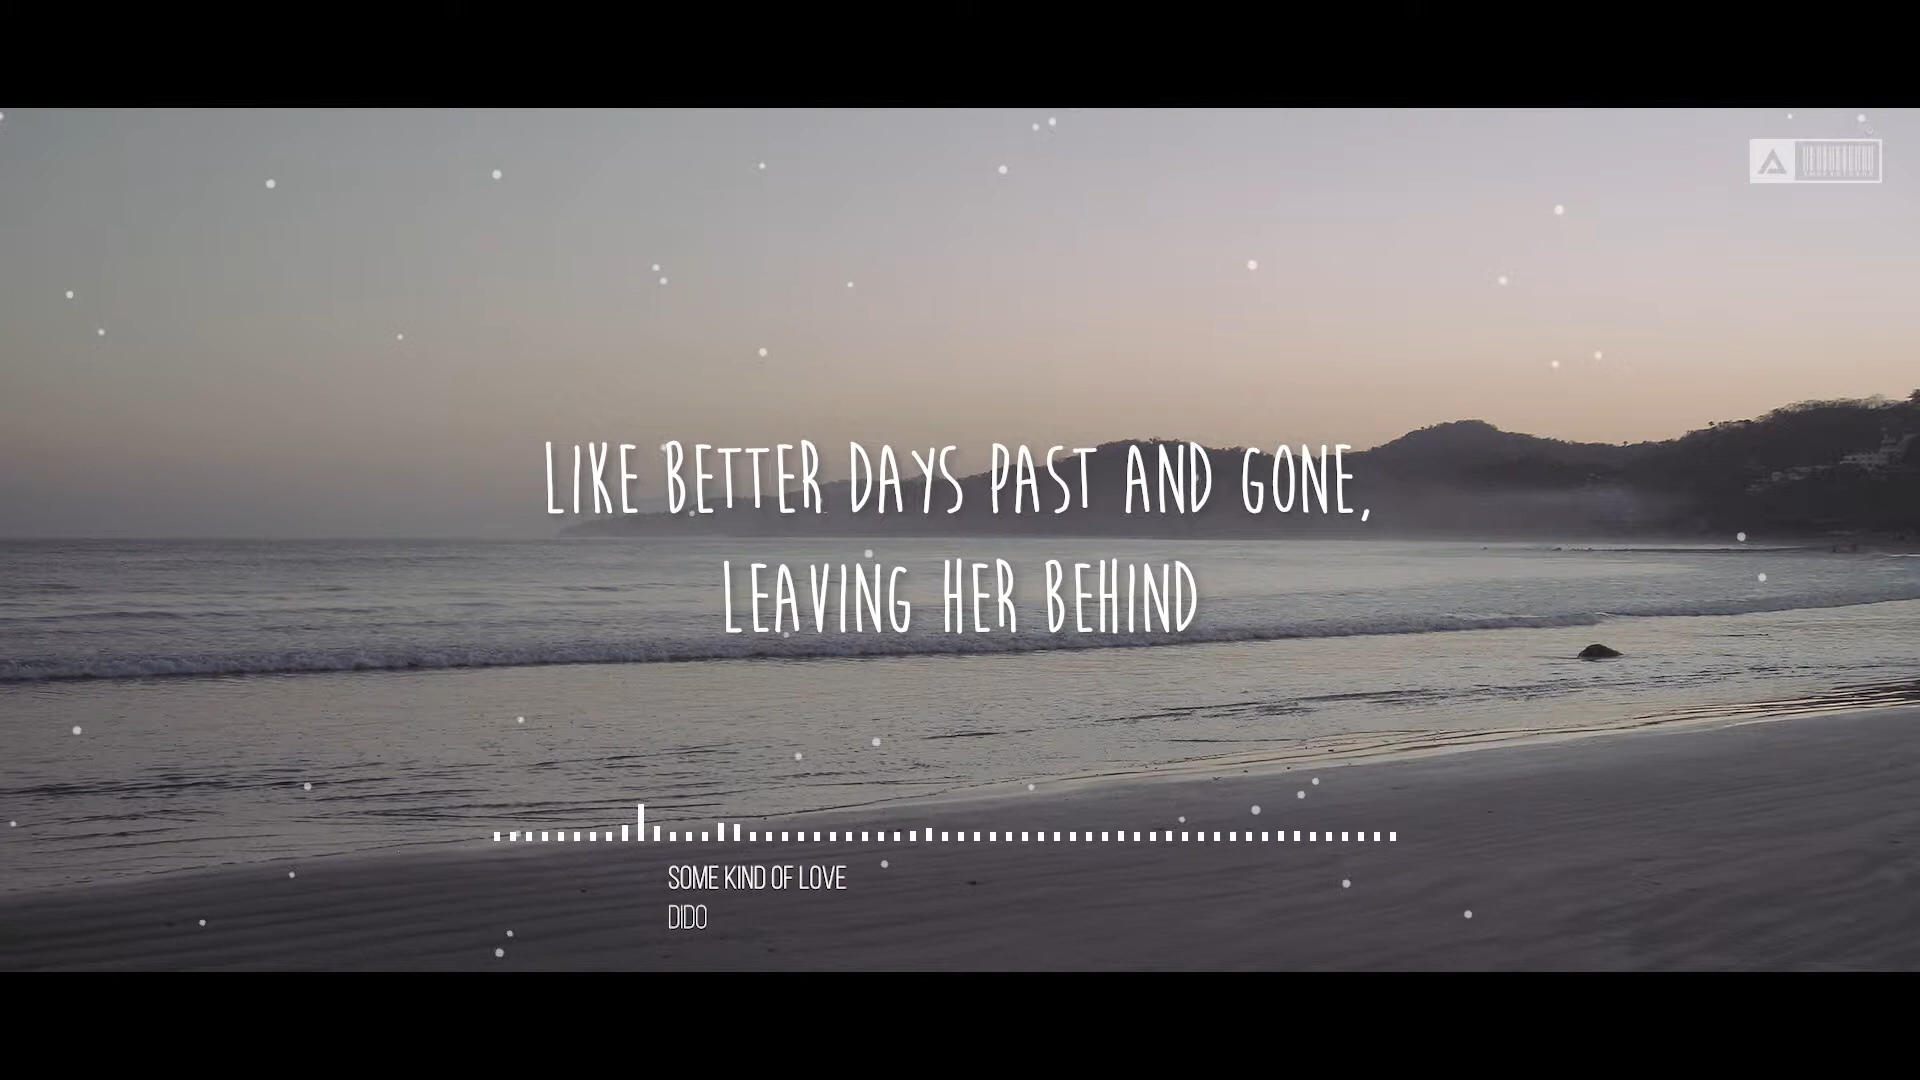 LIKE BETTER DAYS PAST AND GONE,
LEAVING HER BEHIND
SOME KIND OF LOVE
DIDO